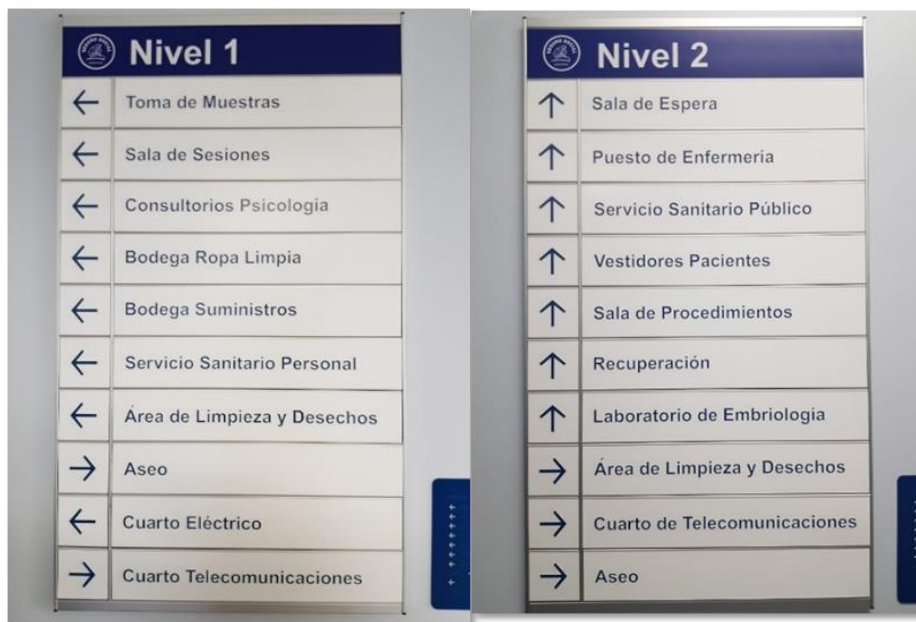 Nivel 1
← Toma de Muestras
← Sala de Sesiones
← Consultorios Psicologia
← Bodega Ropa Limpia
← Bodega Suministros
← Servicio Sanitario Personal
← Área de Limpieza y Desechos
→ Aseo
← Cuarto Eléctrico
→ Cuarto Telecomunicaciones
Nivel 2
↑ Sala de Espera
↑ Puesto de Enfermeria
↑ Servicio Sanitario Público
↑ Vestidores Pacientes
↑ Sala de Procedimientos
↑ Recuperación
↑ Laboratorio de Embriologia
→ Área de Limpieza y Desechos
→ Cuarto de Telecomunicaciones
→ Aseo